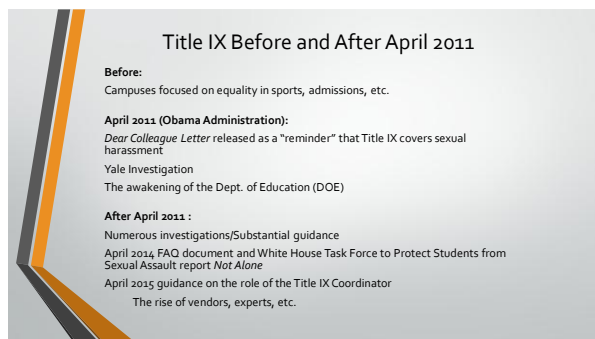 Title IX Before and After April 2011
Before:
Campuses focused on equality in sports, admissions, etc.
April 2011 (Obama Administration):
Dear Colleague Letter released as a “reminder” that Title IX covers sexual
harassment
Yale Investigation
The awakening of the Dept. of Education (DOE)
After April 2011 :
Numerous investigations/Substantial guidance
April 2014 FAQ document and White House Task Force to Protect Students from
Sexual Assault report Not Alone
April 2015 guidance on the role of the Title IX Coordinator
The rise of vendors, experts, etc.